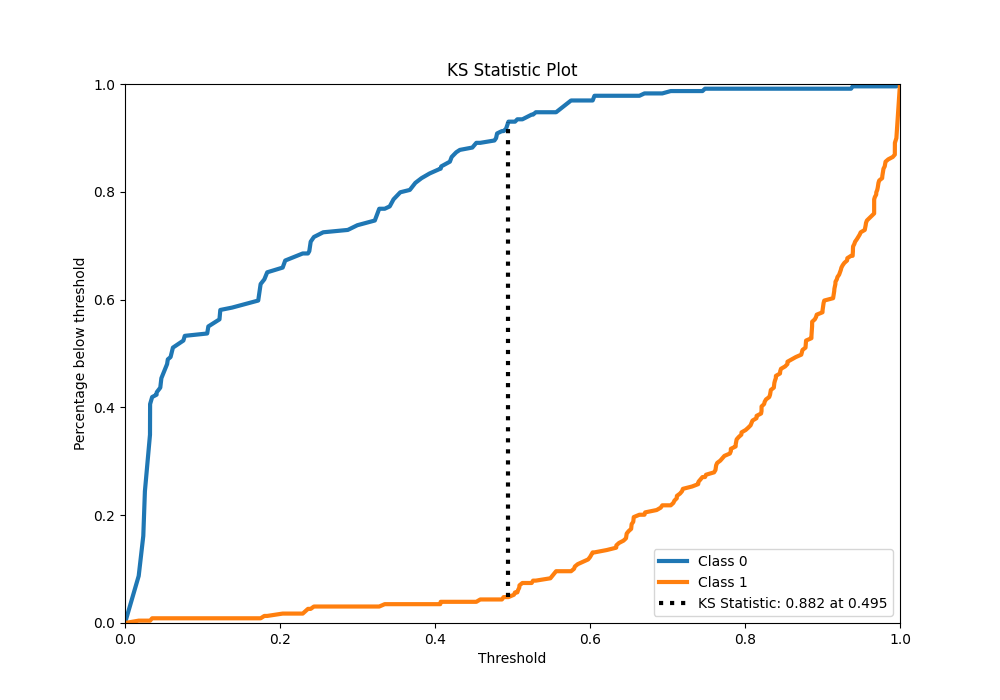 KS Statistic Plot
1.0
0.8
0.6
0.4
0.2
0.0
Percentage below threshold
0.0 0.2 0.4 0.6 0.8 1.0
Threshold
Class 0
Class 1
KS Statistic: 0.882 at 0.495